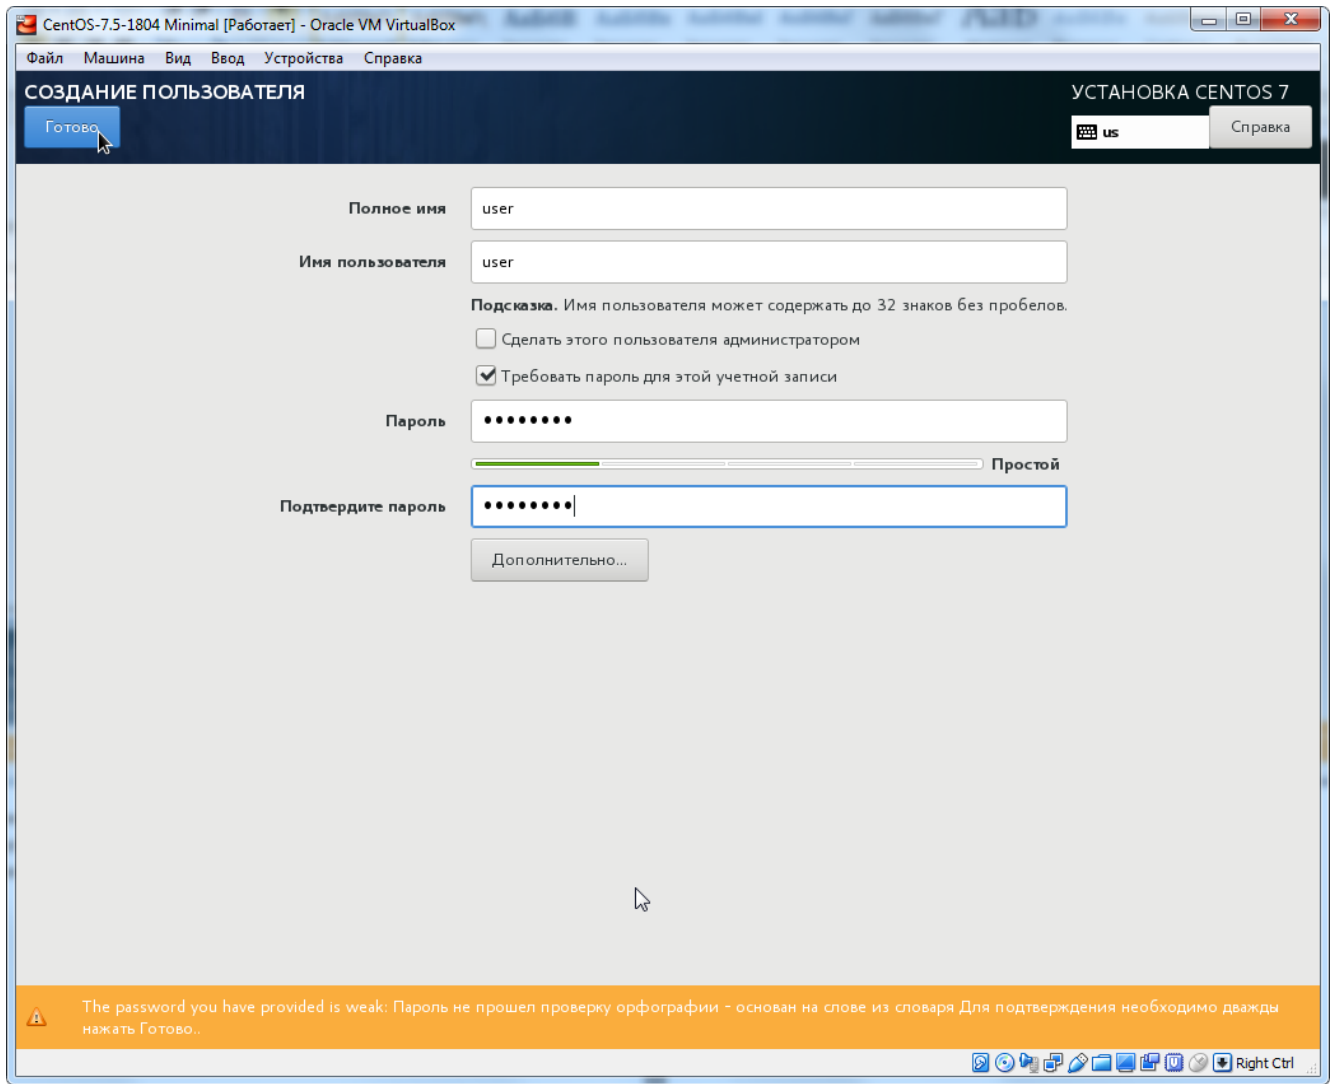 CentOS-7.5-1804 Minimal [Работает] - Oracle VM VirtualBox
Файл Машина Вид Ввод Устройства Справка
СОЗДАНИЕ ПОЛЬЗОВАТЕЛЯ
УСТАНОВКА CENTOS 7
Готово
us
Справка
Полное имя
user
Имя пользователя
user
Подсказка. Имя пользователя может содержать до 32 знаков без пробелов.
Сделать этого пользователя администратором
Требовать пароль для этой учетной записи
Пароль
••••••••
Простой
Подтвердите пароль
••••••••
Дополнительно...
The password you have provided is weak: Пароль не прошел проверку орфографии - основан на слове из словаря Для подтверждения необходимо дважды
нажать Готово..
Right Ctrl